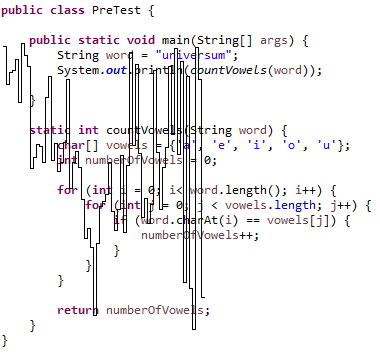 public class PreTest {
public static void main(String[] args) {
String word = "universum";
System.out.println(countVowels(word));
}
static int countVowels(String word) {
char[] vowels = {'a', 'e', 'i', 'o', 'u'};
int numberOfVowels = 0;
for (int i = 0; i< word.length(); i++) {
for (int j = 0; j < vowels.length; j++) {
if (word.charAt(i) == vowels[j]) {
numberOfVowels++;
}
}
}
return numberOfVowels;
}
}